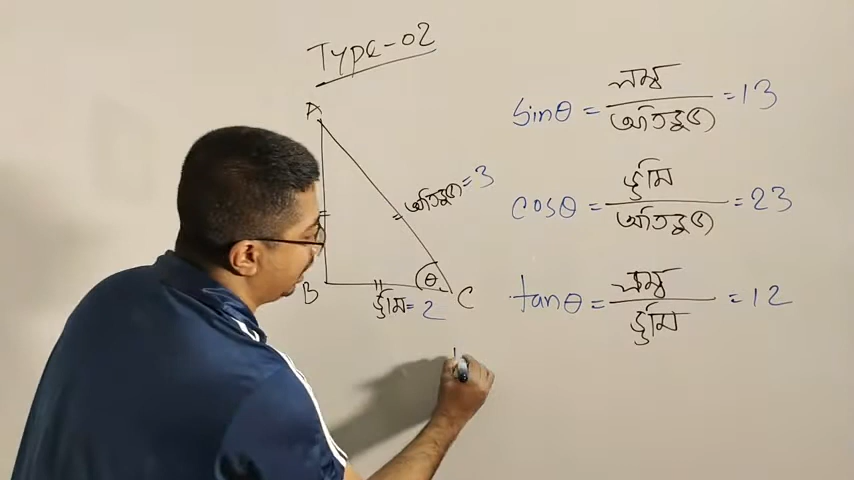 Type-02
A
অতিভুজ = 3
B
ভূমি = 2
θ
C
sinθ = লম্ব / অতিভুজ = 13
cosθ = ভূমি / অতিভুজ = 23
tanθ = লম্ব / ভূমি = 12